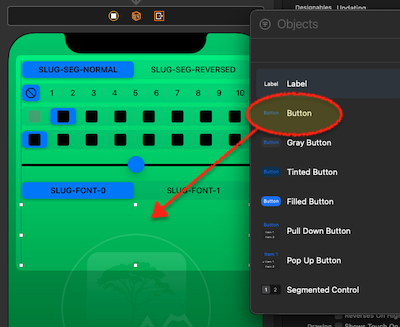 Designables Updating
Objects
SLUG-SEG-NORMAL SLUG-SEG-REVERSED
1 2 3 4 5 6 7 8 9 10
SLUG-FONT-0 SLUG-FONT-1
Label Label
Button Button
Button Gray Button
Button Tinted Button
Button Filled Button
Button Pull Down Button
Button Pop Up Button
1 2 Segmented Control
Reverses On Hig
Drawing Shows Touch On